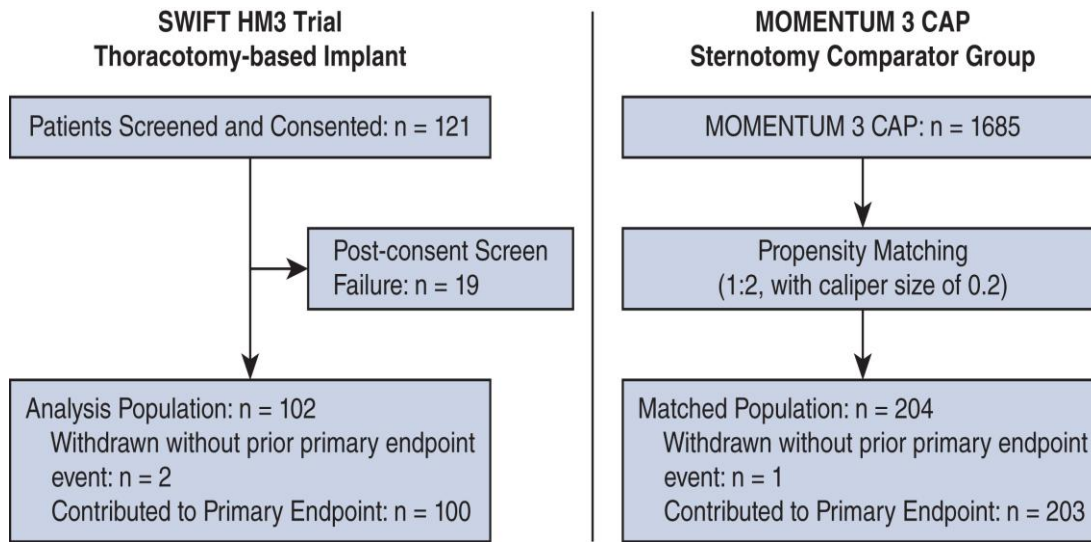 SWIFT HM3 Trial
Thoracotomy-based Implant
Patients Screened and Consented: n = 121
Post-consent Screen
Failure: n = 19
Analysis Population: n = 102
Withdrawn without prior primary endpoint
event: n = 2
Contributed to Primary Endpoint: n = 100
MOMENTUM 3 CAP
Sternotomy Comparator Group
MOMENTUM 3 CAP: n = 1685
Propensity Matching
(1:2, with caliper size of 0.2)
Matched Population: n = 204
Withdrawn without prior primary endpoint
event: n = 1
Contributed to Primary Endpoint: n = 203